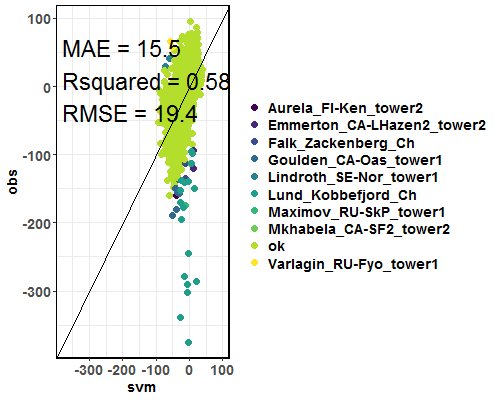 MAE = 15.5
Rsquared = 0.58
RMSE = 19.4
100
0
-100
-200
-300
obs
-300 -200 -100 0 100
svm
Aurela_FI-Ken_tower2
Emmerton_CA-LHazen2_tower2
Falk_Zackenberg_Ch
Goulden_CA-Oas_tower1
Lindroth_SE-Nor_tower1
Lund_Kobbefjord_Ch
Maximov_RU-SkP_tower1
Mkhabela_CA-SF2_tower2
ok
Varlagin_RU-Fyo_tower1